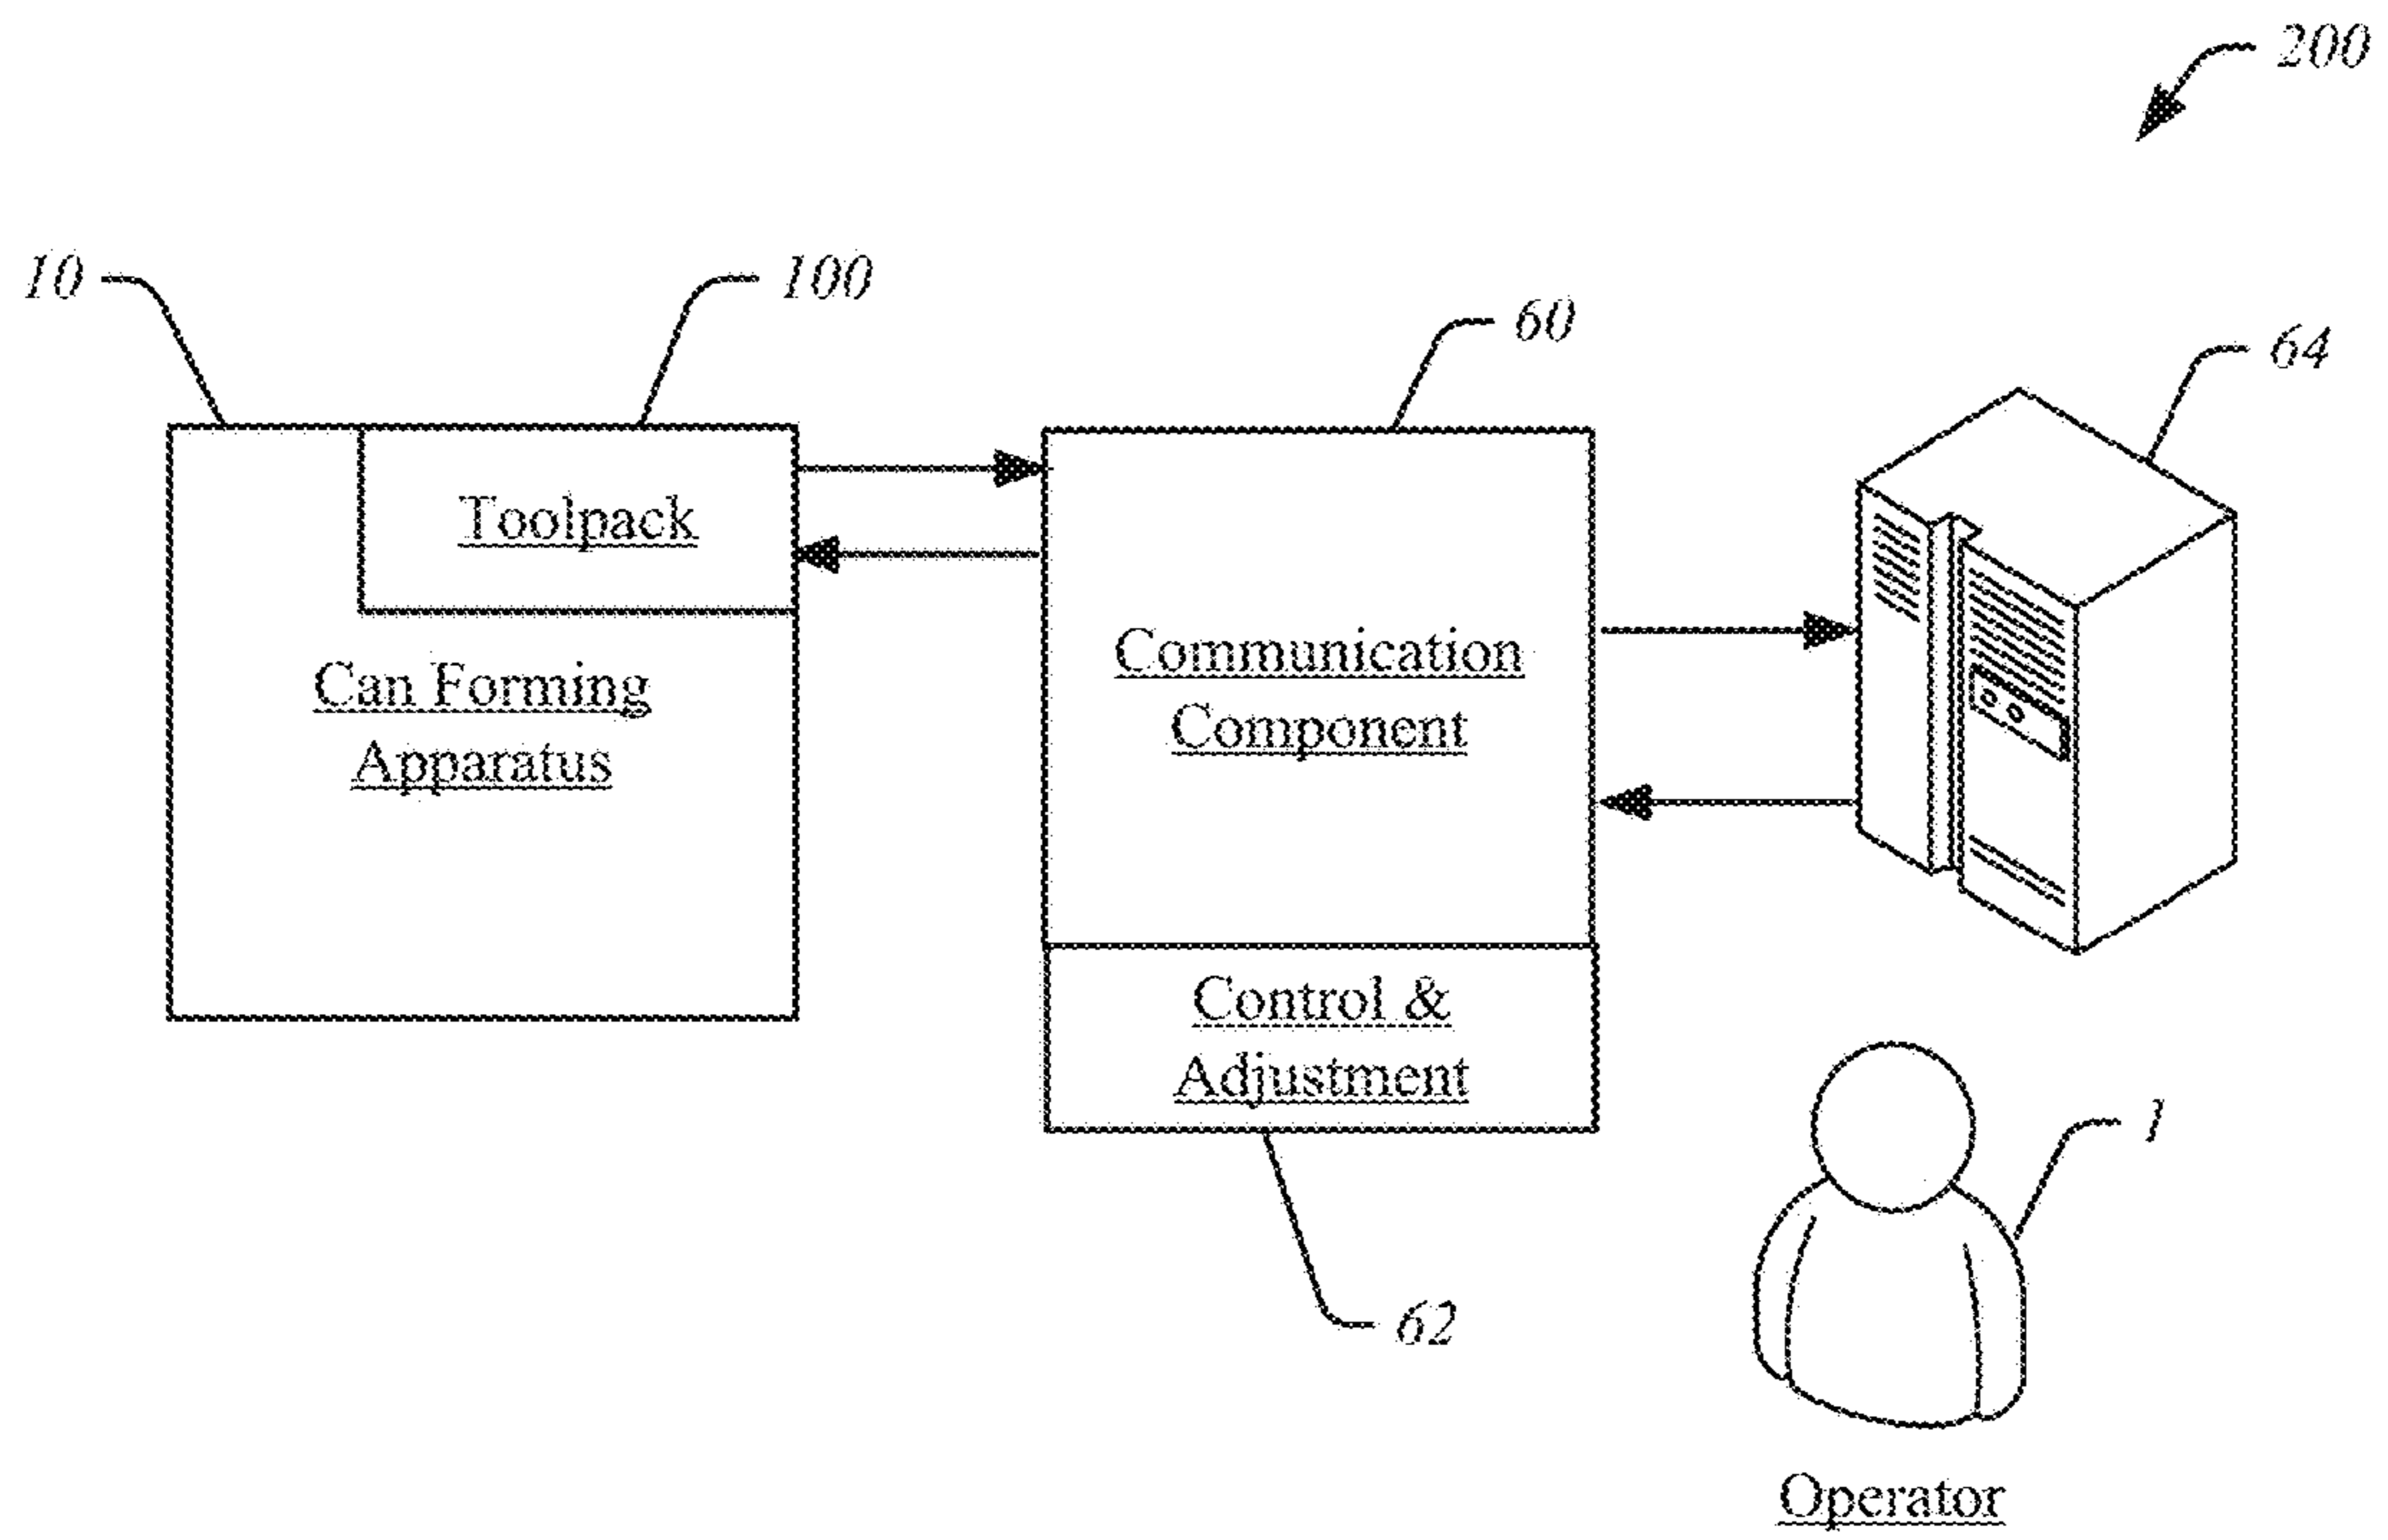 200
10
100
60
64
Toolpack
Can Forming
Apparatus
Communication
Component
Control &
Adjustment
1
62
Operator